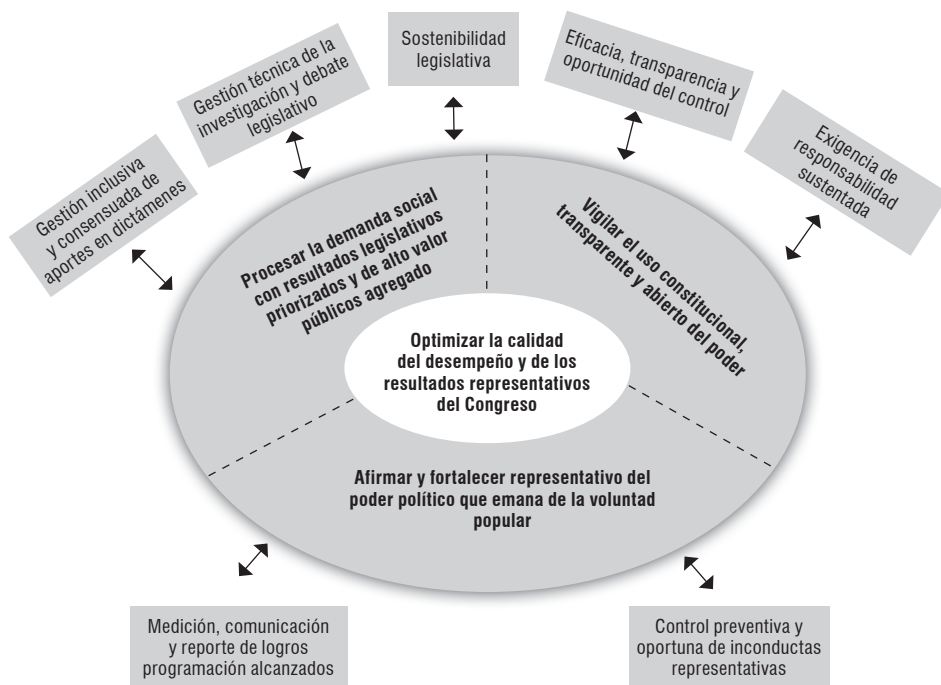 Gestión inclusiva
y consensuada de
aportes en dictámenes
Gestión técnica de la
investigación y debate
legislativo
Sostenibilidad
legislativa
Eficacia, transparencia y
oportunidad del control
Exigencia de
responsabilidad
sustentada
Procesar la demanda social
con resultados legislativos
priorizados y de alto valor
públicos agregado
Vigilar el uso constitucional,
transparente y abierto del poder
Optimizar la calidad
del desempeño y de los
resultados representativos
del Congreso
Afirmar y fortalecer representativo del
poder político que emana de la voluntad
popular
Medición, comunicación
y reporte de logros
programación alcanzados
Control preventiva y
oportuna de inconductas
representativas